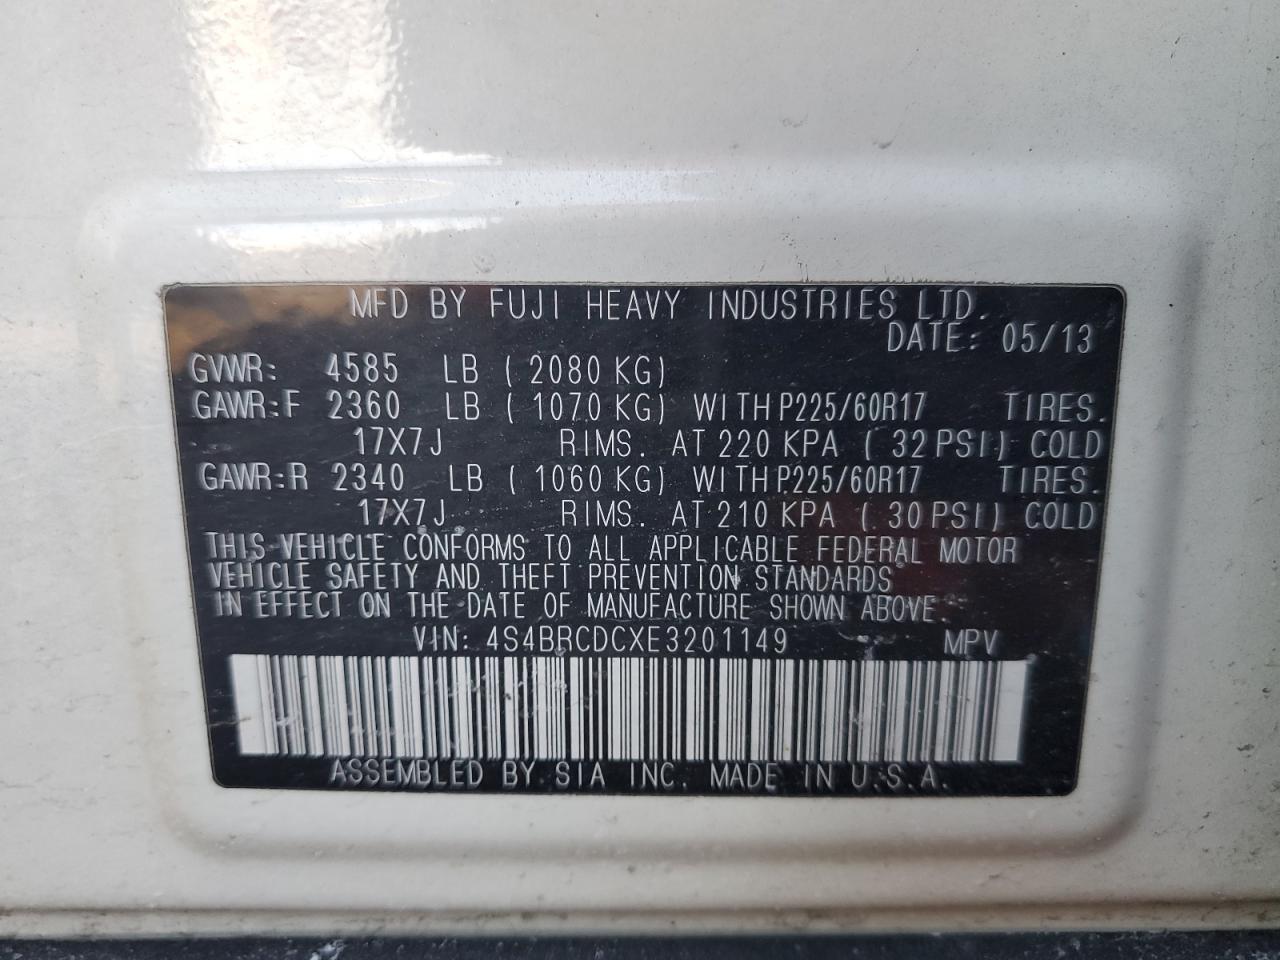 MFD BY FUJI HEAVY INDUSTRIES LTD.
DATE: 05/13
GVWR: 4585 LB ( 2080 KG)
GAWR:F 2360 LB ( 1070 KG) WITH P225/60R17 TIRES.
17X7J RIMS. AT 220 KPA ( 32 PSI) COLD
GAWR:R 2340 LB ( 1060 KG) WITH P225/60R17 TIRES.
17X7J RIMS. AT 210 KPA ( 30 PSI) COLD
THIS VEHICLE CONFORMS TO ALL APPLICABLE FEDERAL MOTOR
VEHICLE SAFETY AND THEFT PREVENTION STANDARDS
IN EFFECT ON THE DATE OF MANUFACTURE SHOWN ABOVE.
VIN: 4S4BRCDCXE3201149 MPV
ASSEMBLED BY SIA INC. MADE IN U.S.A.